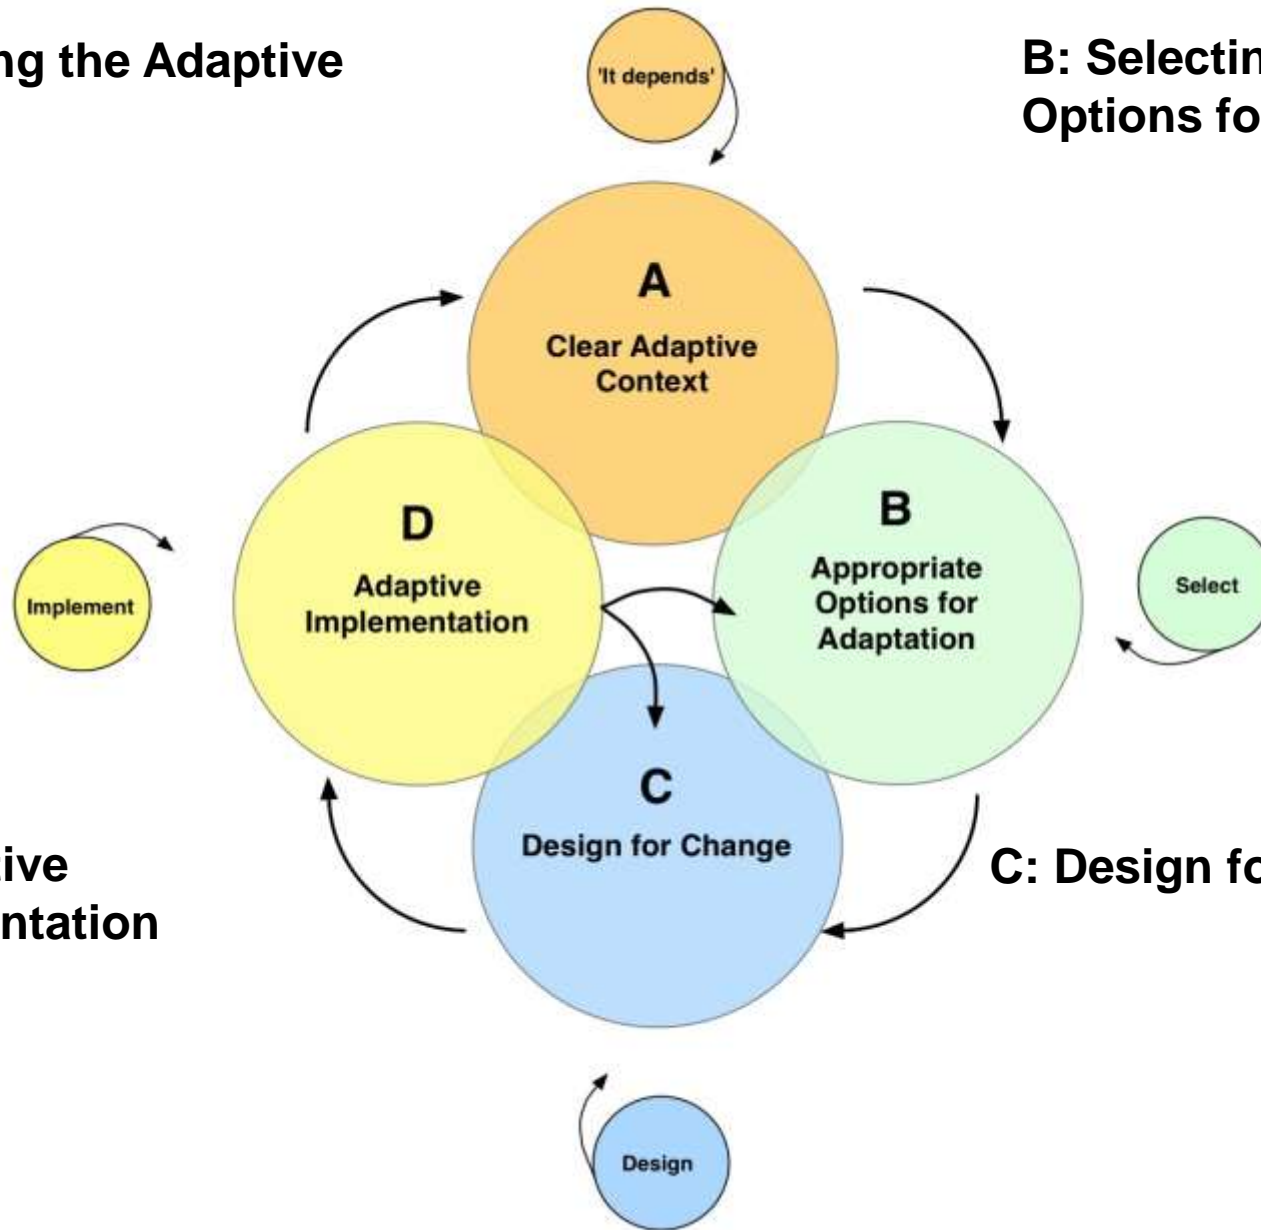 ng the Adaptive
'It depends'
B: Selectin
Options fo
A
Clear Adaptive
Context
D
Adaptive
Implementation
B
Appropriate
Options for
Adaptation
Implement
Select
C
Design for Change
tive
ntation
C: Design fo
Design